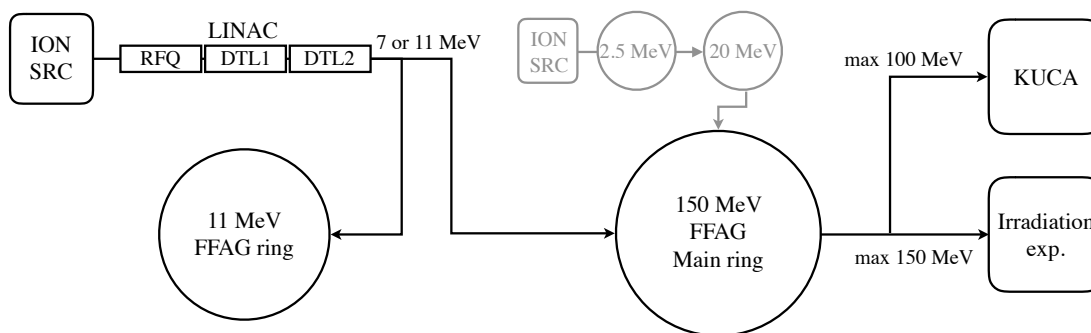 ION
SRC
LINAC
RFQ
DTL1
DTL2
7 or 11 MeV
ION
SRC
2.5 MeV
20 MeV
max 100 MeV
KUCA
11 MeV
FFAG ring
150 MeV
FFAG
Main ring
max 150 MeV
Irradiation
exp.